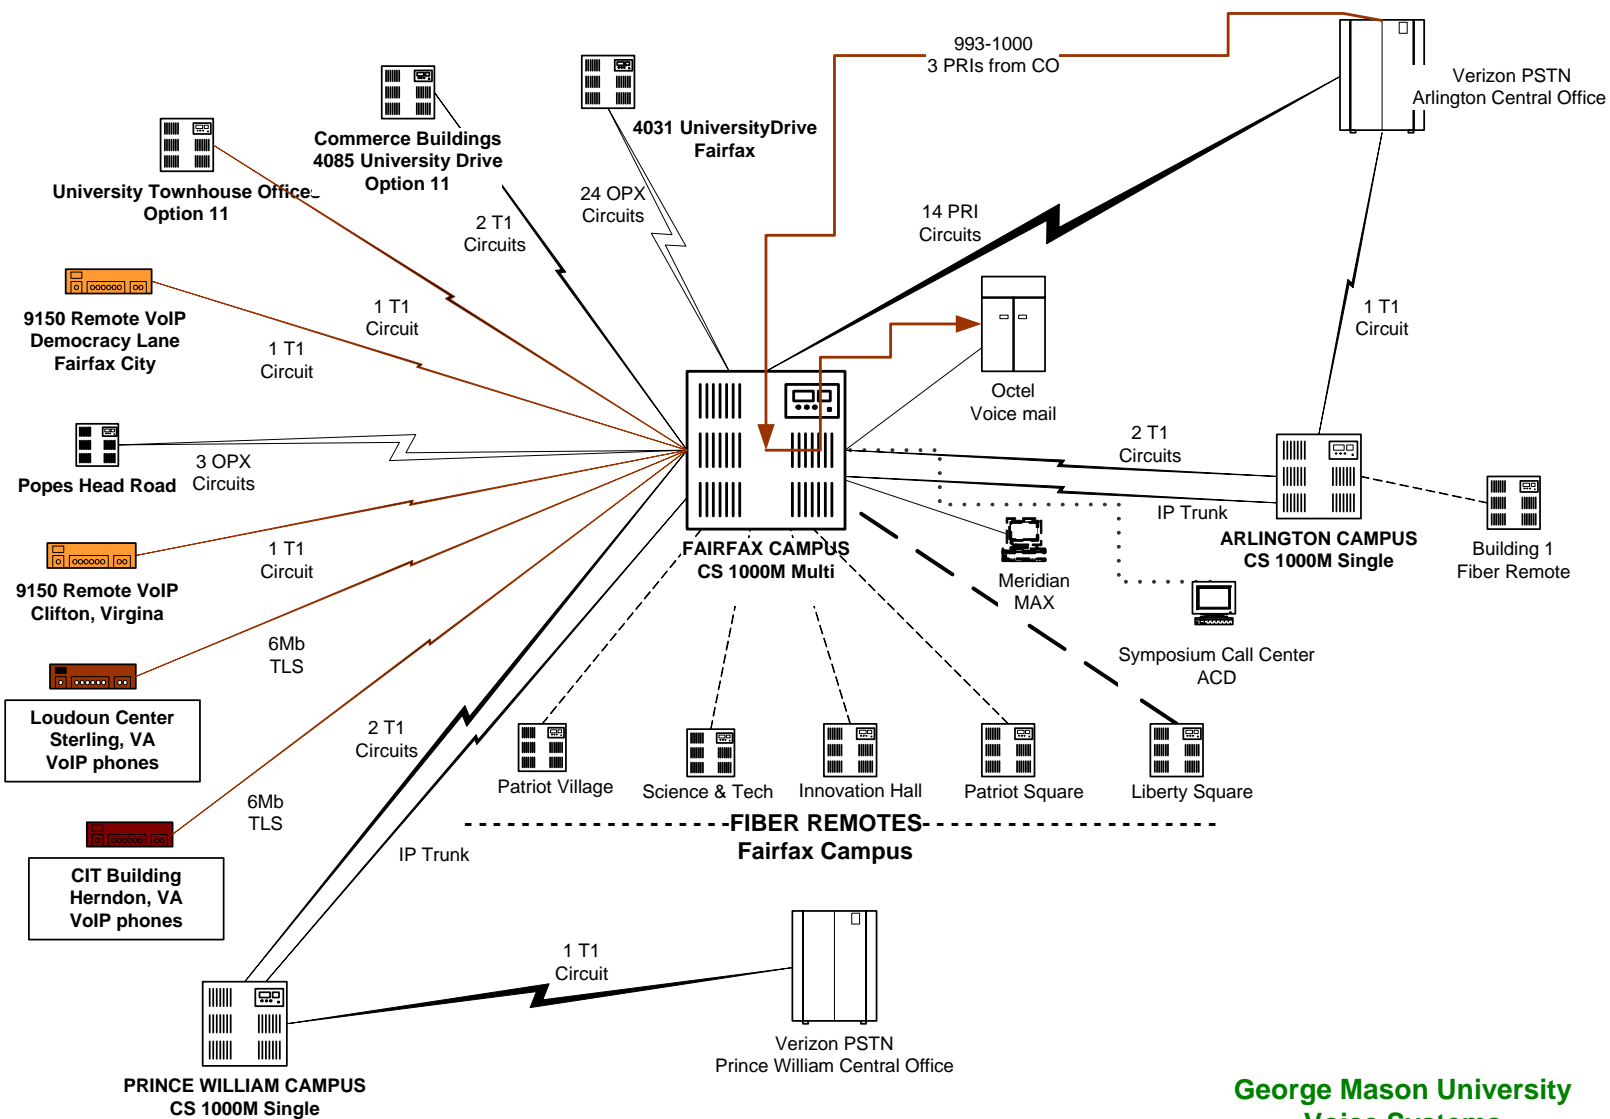 993-1000
3 PRIs from CO
Verizon PSTN
Arlington Central Office
Commerce Buildings
4085 University Drive
Option 11
4031 UniversityDrive
Fairfax
University Townhouse Offices
Option 11
24 OPX
Circuits
2 T1
Circuits
14 PRI
Circuits
9150 Remote VoIP
Democracy Lane
Fairfax City
1 T1
Circuit
1 T1
Circuit
1 T1
Circuit
Octel
Voice mail
2 T1
Circuits
Popes Head Road
3 OPX
Circuits
IP Trunk
ARLINGTON CAMPUS
CS 1000M Single
Building 1
Fiber Remote
FAIRFAX CAMPUS
CS 1000M Multi
9150 Remote VoIP
Clifton, Virgina
1 T1
Circuit
Meridian
MAX
Symposium Call Center
ACD
6Mb
TLS
Loudoun Center
Sterling, VA
VoIP phones
2 T1
Circuits
Patriot Village
Science & Tech
Innovation Hall
Patriot Square
Liberty Square
6Mb
TLS
FIBER REMOTES
Fairfax Campus
IP Trunk
CIT Building
Herndon, VA
VoIP phones
1 T1
Circuit
Verizon PSTN
Prince William Central Office
PRINCE WILLIAM CAMPUS
CS 1000M Single
George Mason University
Voice Systems